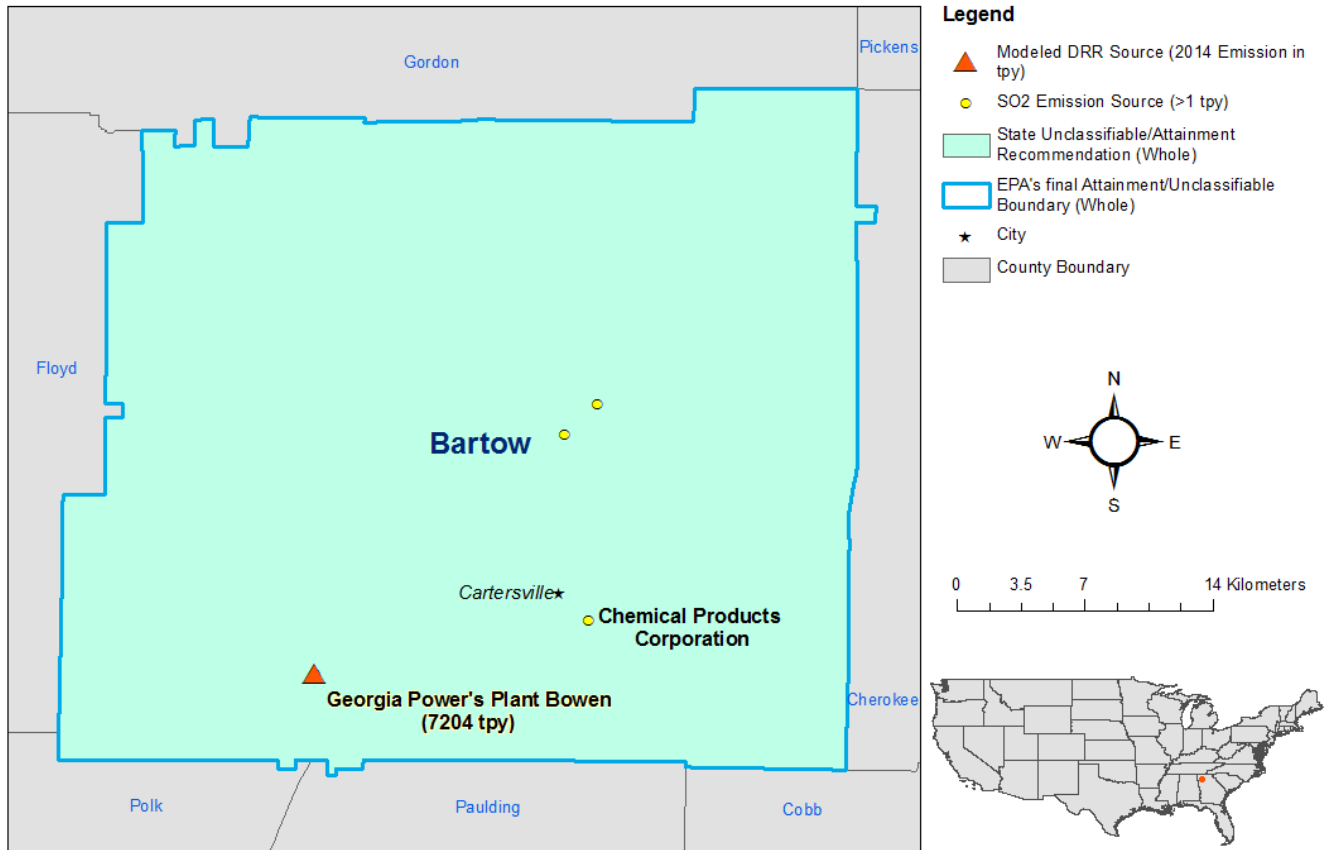 Gordon
Pickens
Floyd
Bartow
Cartersville
Chemical Products
Corporation
Georgia Power's Plant Bowen
(7204 tpy)
Cherokee
Polk
Paulding
Cobb
Legend
Modeled DRR Source (2014 Emission in
tpy)
SO2 Emission Source (>1 tpy)
State Unclassifiable/Attainment
Recommendation (Whole)
EPA's final Attainment/Unclassifiable
Boundary (Whole)
City
County Boundary
N
W E
S
0 3.5 7 14 Kilometers